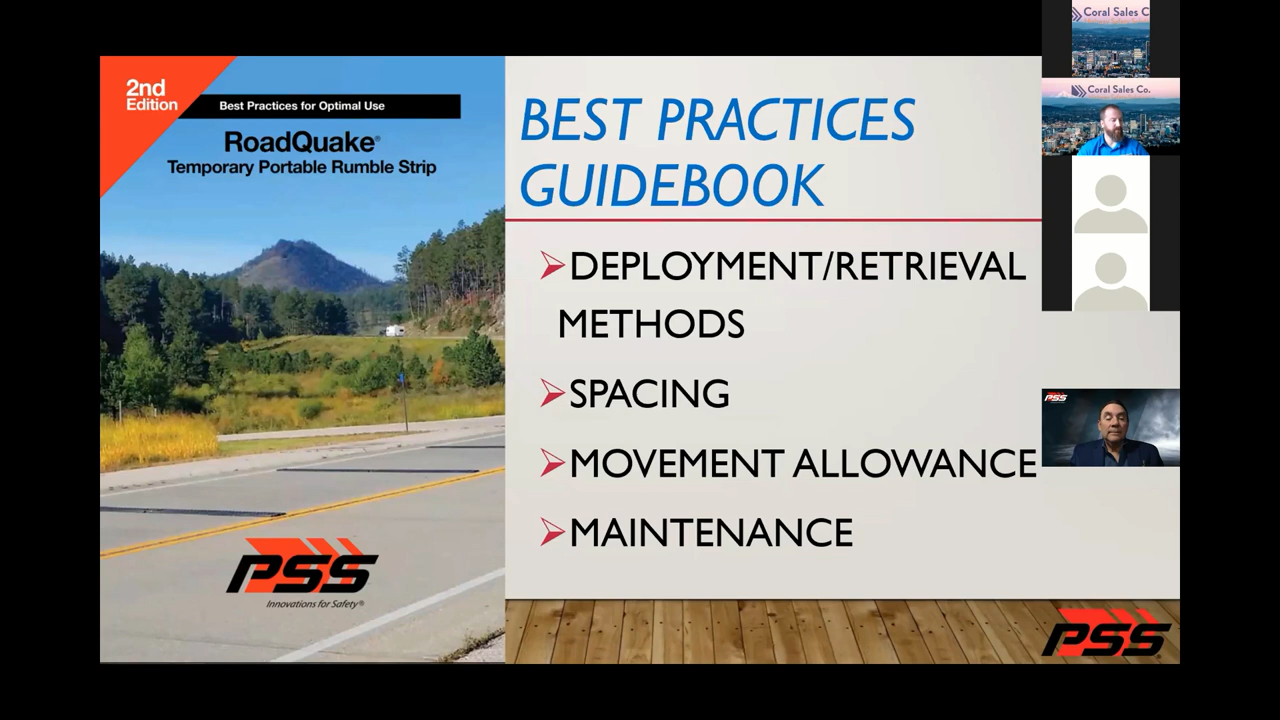 2nd
Edition
Best Practices for Optimal Use
RoadQuake®
Temporary Portable Rumble Strip
PSS
Innovations for Safety®
BEST PRACTICES
GUIDEBOOK
DEPLOYMENT/RETRIEVAL
METHODS
SPACING
MOVEMENT ALLOWANCE
MAINTENANCE
PSS
Coral Sales C
Coral Sales Co.
PSS